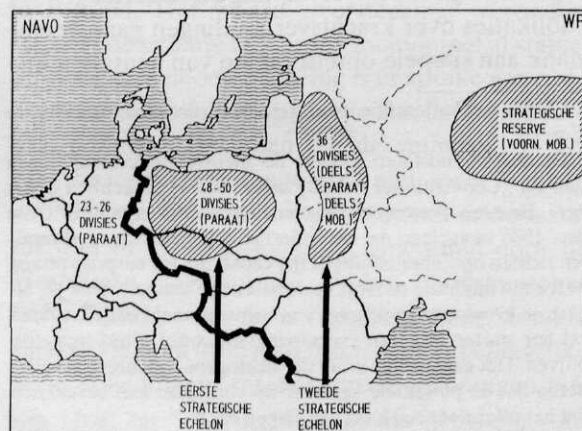 NAVO
WP
23-26
DIVISIES
(PARAAT)
48-50
DIVISIES
(PARAAT)
36
DIVISIES
(DEELS
PARAAT
DEELS
MOB.)
STRATEGISCHE
RESERVE
(VOORN. MOB.)
EERSTE
STRATEGISCHE
ECHELON
TWEEDE
STRATEGISCHE
ECHELON